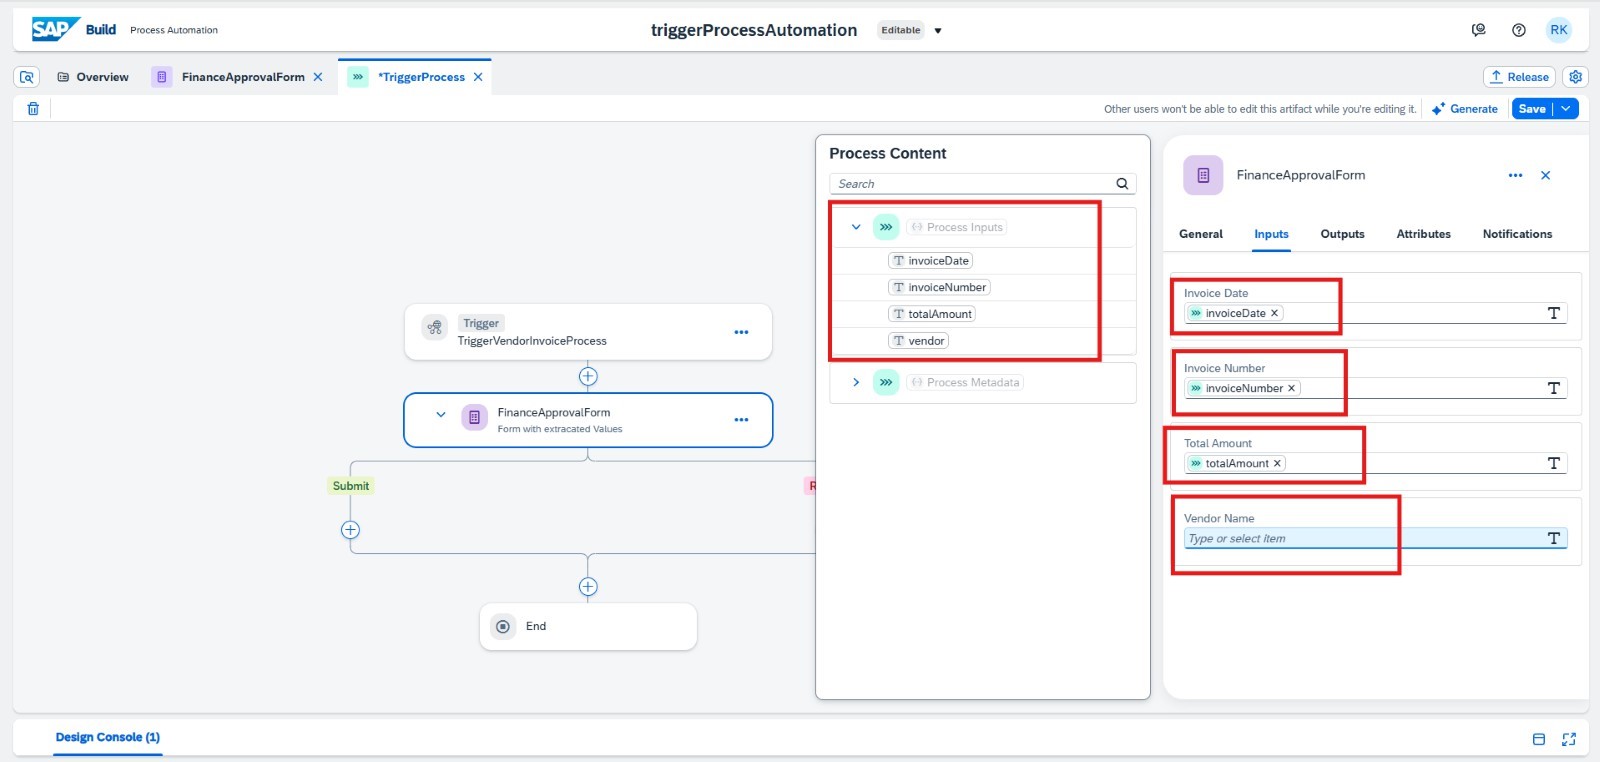 SAP Build Process Automation
triggerProcessAutomation Editable
RK
Overview
FinanceApprovalForm
*TriggerProcess
Release
Other users won't be able to edit this artifact while you're editing it.
Generate
Save
Trigger
TriggerVendorInvoiceProcess
FinanceApprovalForm
Form with extracated Values
Submit
R
End
Process Content
Search
Process Inputs
invoiceDate
invoiceNumber
totalAmount
vendor
Process Metadata
FinanceApprovalForm
General Inputs Outputs Attributes Notifications
Invoice Date
invoiceDate
Invoice Number
invoiceNumber
Total Amount
totalAmount
Vendor Name
Type or select item
Design Console (1)